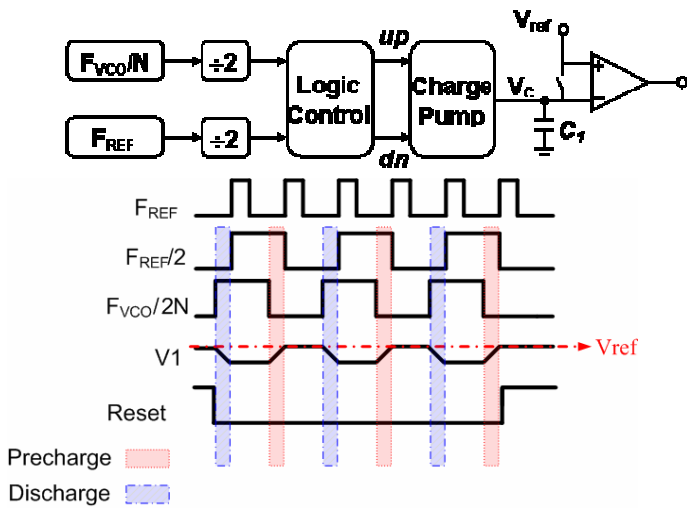 F_VCO/N
÷2
Logic Control
up
Charge Pump
V_ref
+
−
V_c
C_1
F_REF
÷2
dn
F_REF
F_REF/2
F_VCO/2N
V1
Vref
Reset
Precharge
Discharge